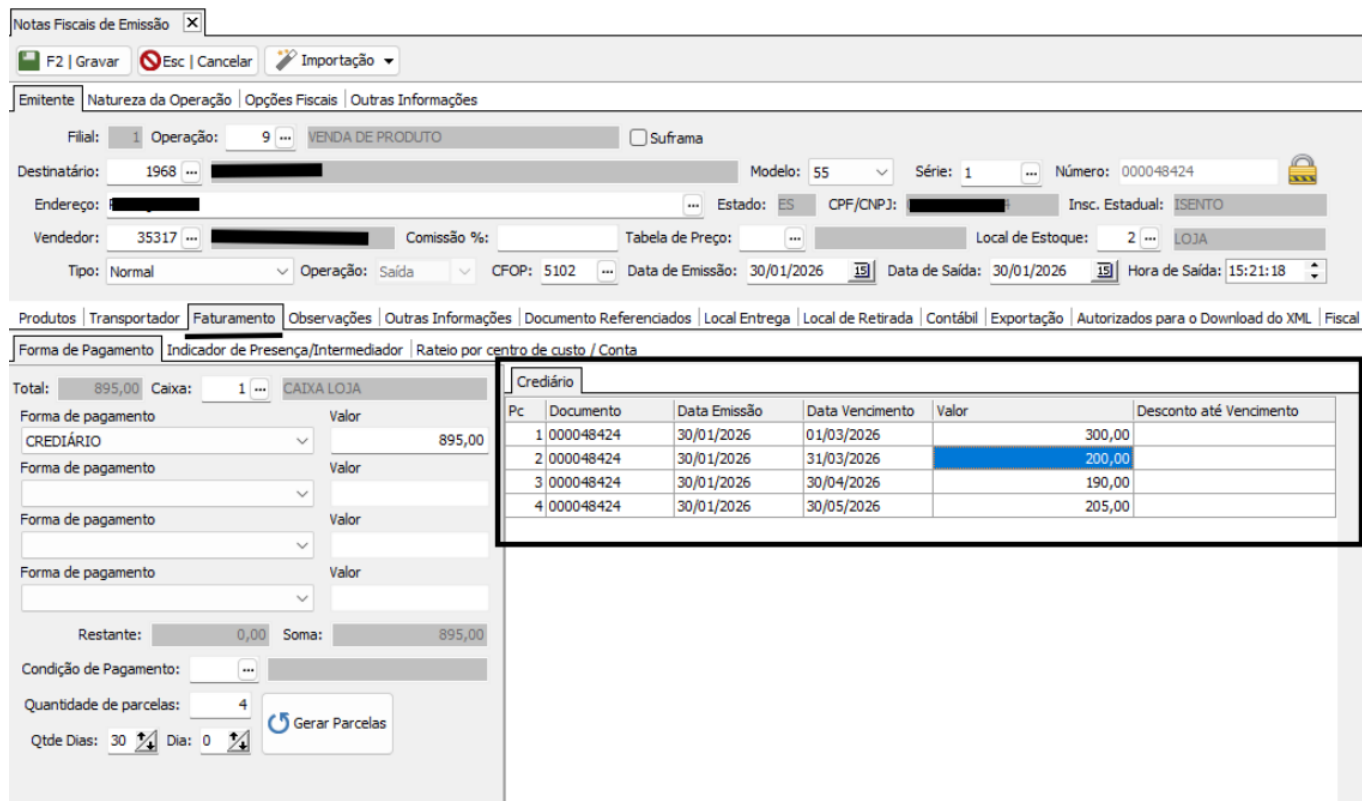 Notas Fiscais de Emissão
F2 | Gravar Esc | Cancelar Importação
Emitente Natureza da Operação Opções Fiscais Outras Informações
Filial: 1 Operação: 9 ... VENDA DE PRODUTO Suframa
Destinatário: 1968 ... Modelo: 55 Série: 1 ... Número: 000048424
Endereço: ... Estado: ES CPF/CNPJ: Insc. Estadual: ISENTO
Vendedor: 35317 ... Comissão %: Tabela de Preço: ... Local de Estoque: 2 ... LOJA
Tipo: Normal Operação: Saída CFOP: 5102 ... Data de Emissão: 30/01/2026 15 Data de Saída: 30/01/2026 15 Hora de Saída: 15:21:18
Produtos Transportador Faturamento Observações Outras Informações Documento Referenciados Local Entrega Local de Retirada Contábil Exportação Autorizados para o Download do XML Fiscal
Forma de Pagamento Indicador de Presença/Intermediador Rateio por centro de custo / Conta
Total: 895,00 Caixa: 1 ... CAIXA LOJA
Forma de pagamento Valor
CREDIÁRIO 895,00
Forma de pagamento Valor
Forma de pagamento Valor
Forma de pagamento Valor
Restante: 0,00 Soma: 895,00
Condição de Pagamento: ...
Quantidade de parcelas: 4
Gerar Parcelas
Qtde Dias: 30 Dia: 0
Crediário
Pc Documento Data Emissão Data Vencimento Valor Desconto até Vencimento
1 000048424 30/01/2026 01/03/2026 300,00
2 000048424 30/01/2026 31/03/2026 200,00
3 000048424 30/01/2026 30/04/2026 190,00
4 000048424 30/01/2026 30/05/2026 205,00